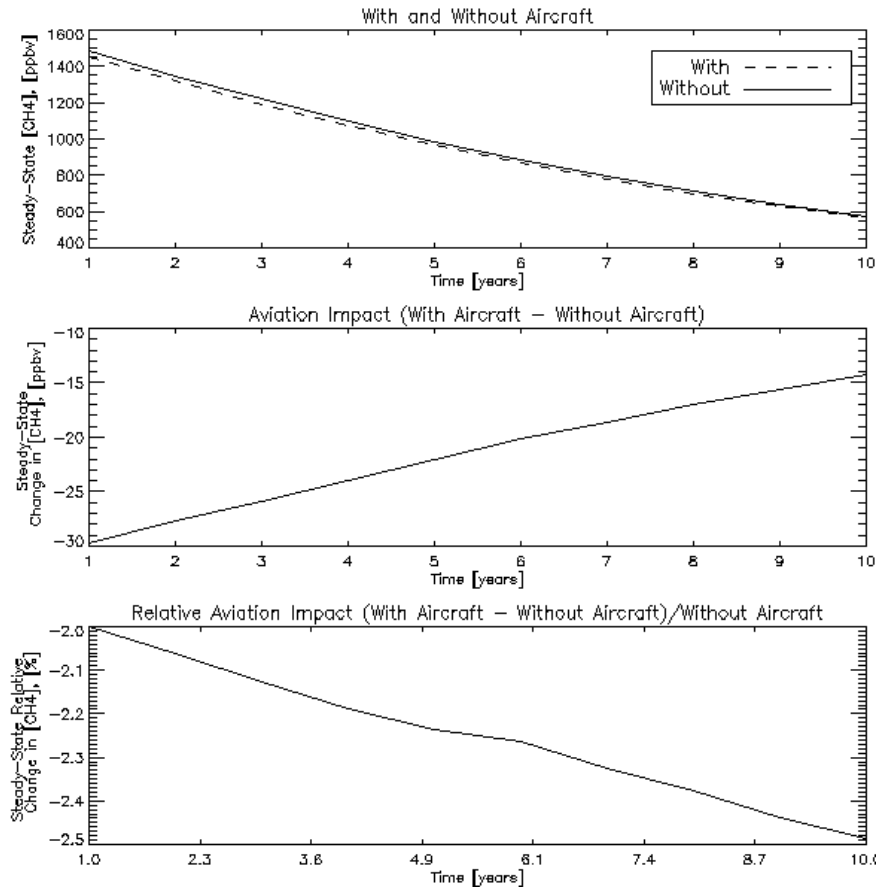 With and Without Aircraft
Steady-State [CH4], [ppbv]
1600
1400
1200
1000
800
600
400
With
Without
1 2 3 4 5 6 7 8 9 10
Time [years]
Aviation Impact (With Aircraft - Without Aircraft)
Steady-State
Change in [CH4], [ppbv]
-10
-15
-20
-25
-30
1 2 3 4 5 6 7 8 9 10
Time [years]
Relative Aviation Impact (With Aircraft - Without Aircraft)/Without Aircraft
Steady-State Relative
Change in [CH4], [%]
-2.0
-2.1
-2.2
-2.3
-2.4
-2.5
1.0 2.3 3.6 4.9 6.1 7.4 8.7 10.0
Time [years]